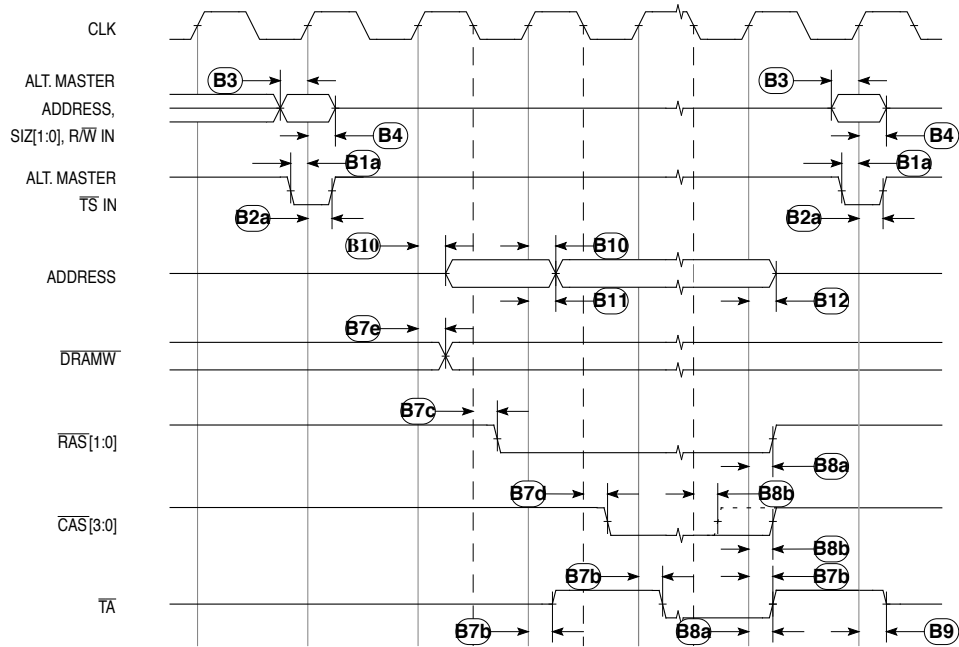 CLK
ALT. MASTER
ADDRESS,
SIZ[1:0], R/W IN
B3
B3
B4
B4
ALT. MASTER
TS IN
B1a
B1a
B2a
B2a
B10
B10
ADDRESS
B11
B12
B7e
DRAMW
B7c
RAS[1:0]
B8a
B7d
B8b
CAS[3:0]
B8b
B7b
B7b
TA
B7b
B8a
B9